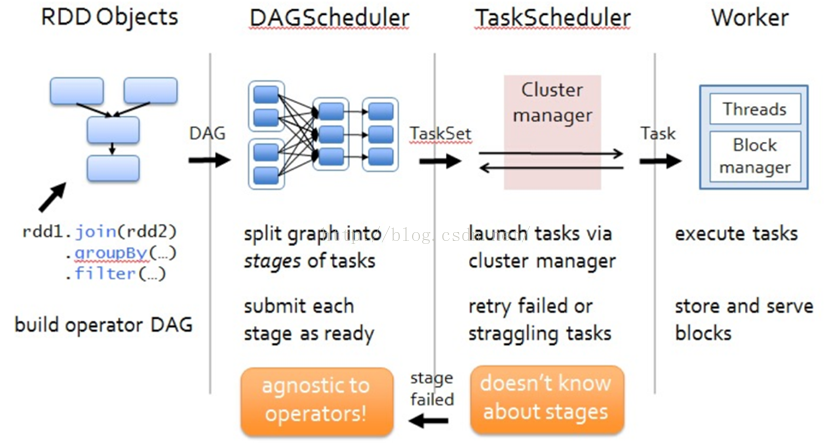 RDD Objects
DAGScheduler
TaskScheduler
Worker
DAG
TaskSet
Cluster
manager
Task
Threads
Block
manager
rdd1.join(rdd2)
.groupBy(…)
.filter(…)
build operator DAG
split graph into
stages of tasks
submit each
stage as ready
launch tasks via
cluster manager
retry failed or
straggling tasks
execute tasks
store and serve
blocks
agnostic to
operators!
stage
failed
doesn't know
about stages